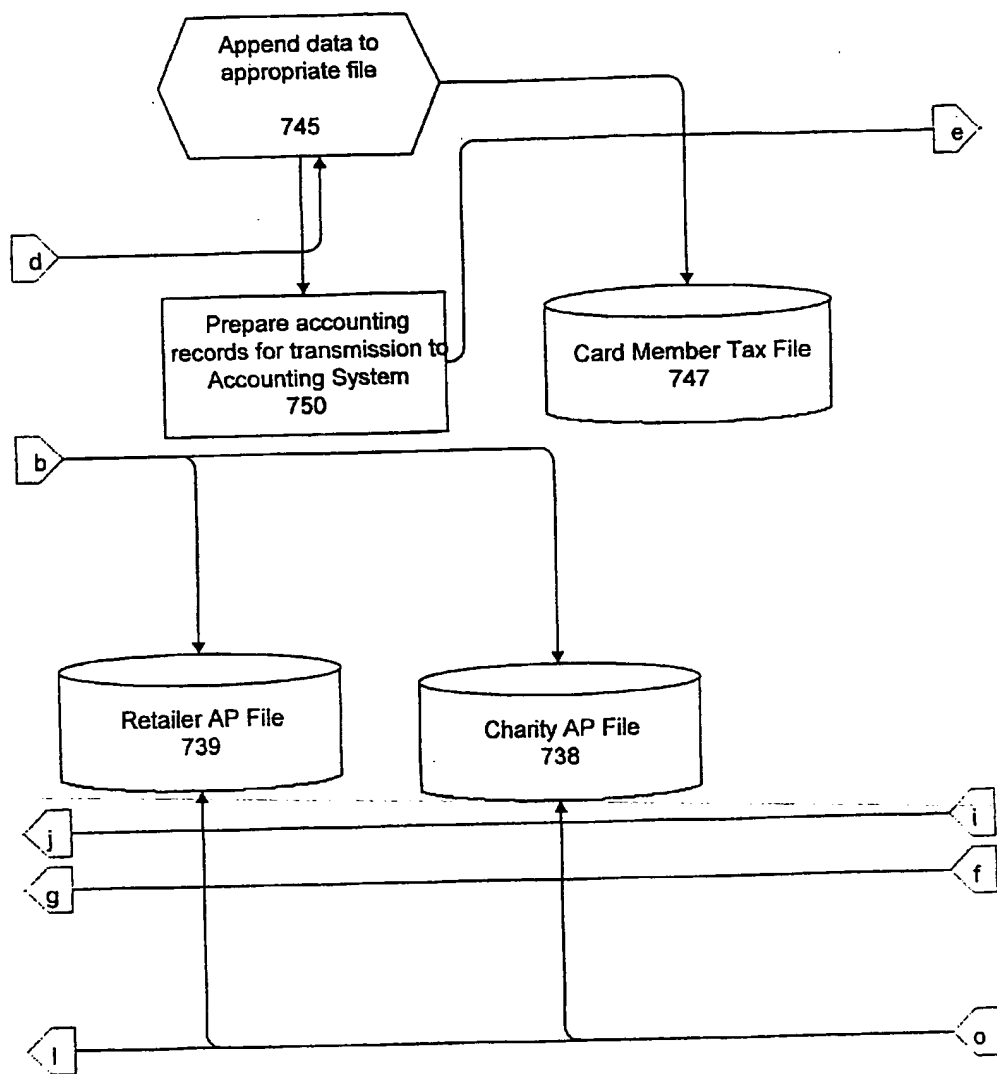 Append data to
appropriate file
745
e
d
Prepare accounting
records for transmission to
Accounting System
750
Card Member Tax File
747
b
Retailer AP File
739
Charity AP File
738
j
i
g
f
l
o